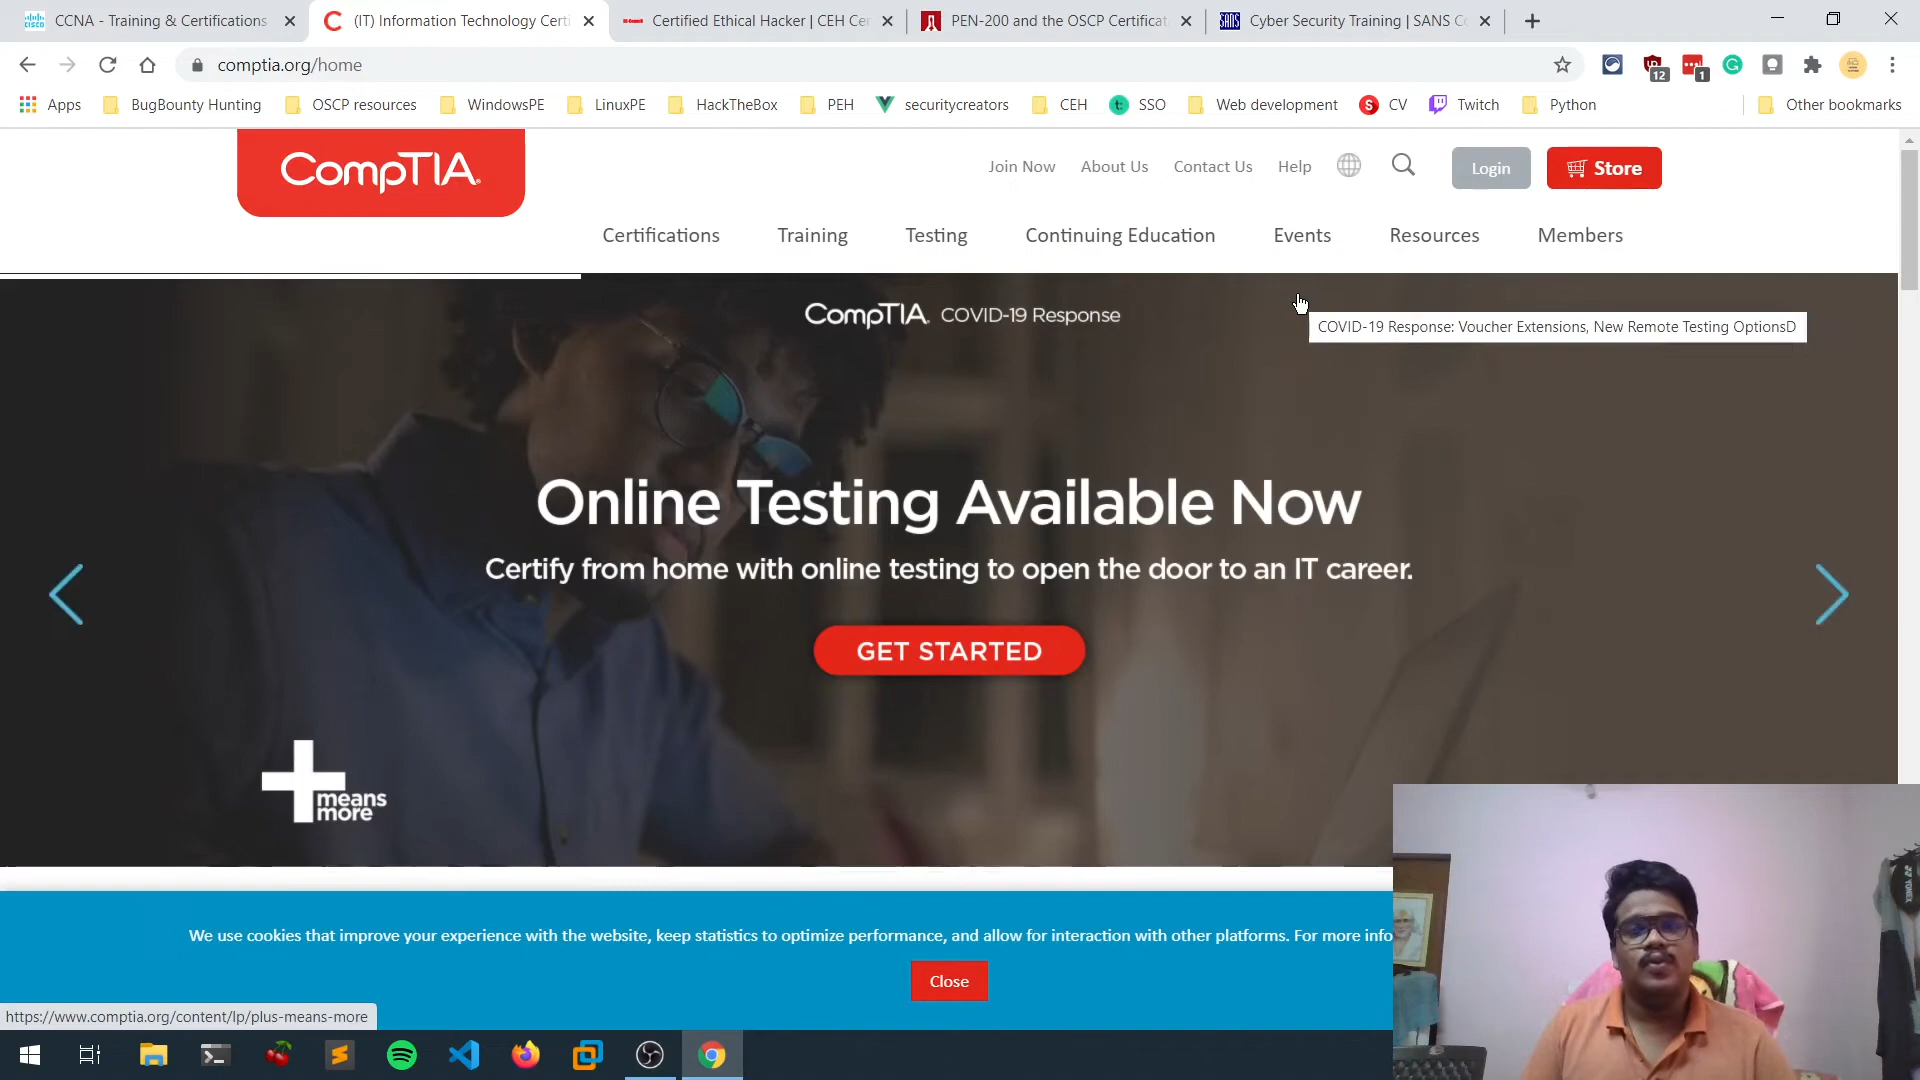 CCNA - Training & Certifications
(IT) Information Technology Certi
Certified Ethical Hacker | CEH Cer
PEN-200 and the OSCP Certificat
Cyber Security Training | SANS Co
comptia.org/home
12
1
Apps
BugBounty Hunting
OSCP resources
WindowsPE
LinuxPE
HackTheBox
PEH
securitycreators
CEH
SSO
Web development
CV
Twitch
Python
Other bookmarks
CompTIA.
Join Now
About Us
Contact Us
Help
Login
Store
Certifications
Training
Testing
Continuing Education
Events
Resources
Members
CompTIA. COVID-19 Response
COVID-19 Response: Voucher Extensions, New Remote Testing OptionsD
Online Testing Available Now
Certify from home with online testing to open the door to an IT career.
GET STARTED
means
more
We use cookies that improve your experience with the website, keep statistics to optimize performance, and allow for interaction with other platforms. For more info
Close
https://www.comptia.org/content/lp/plus-means-more